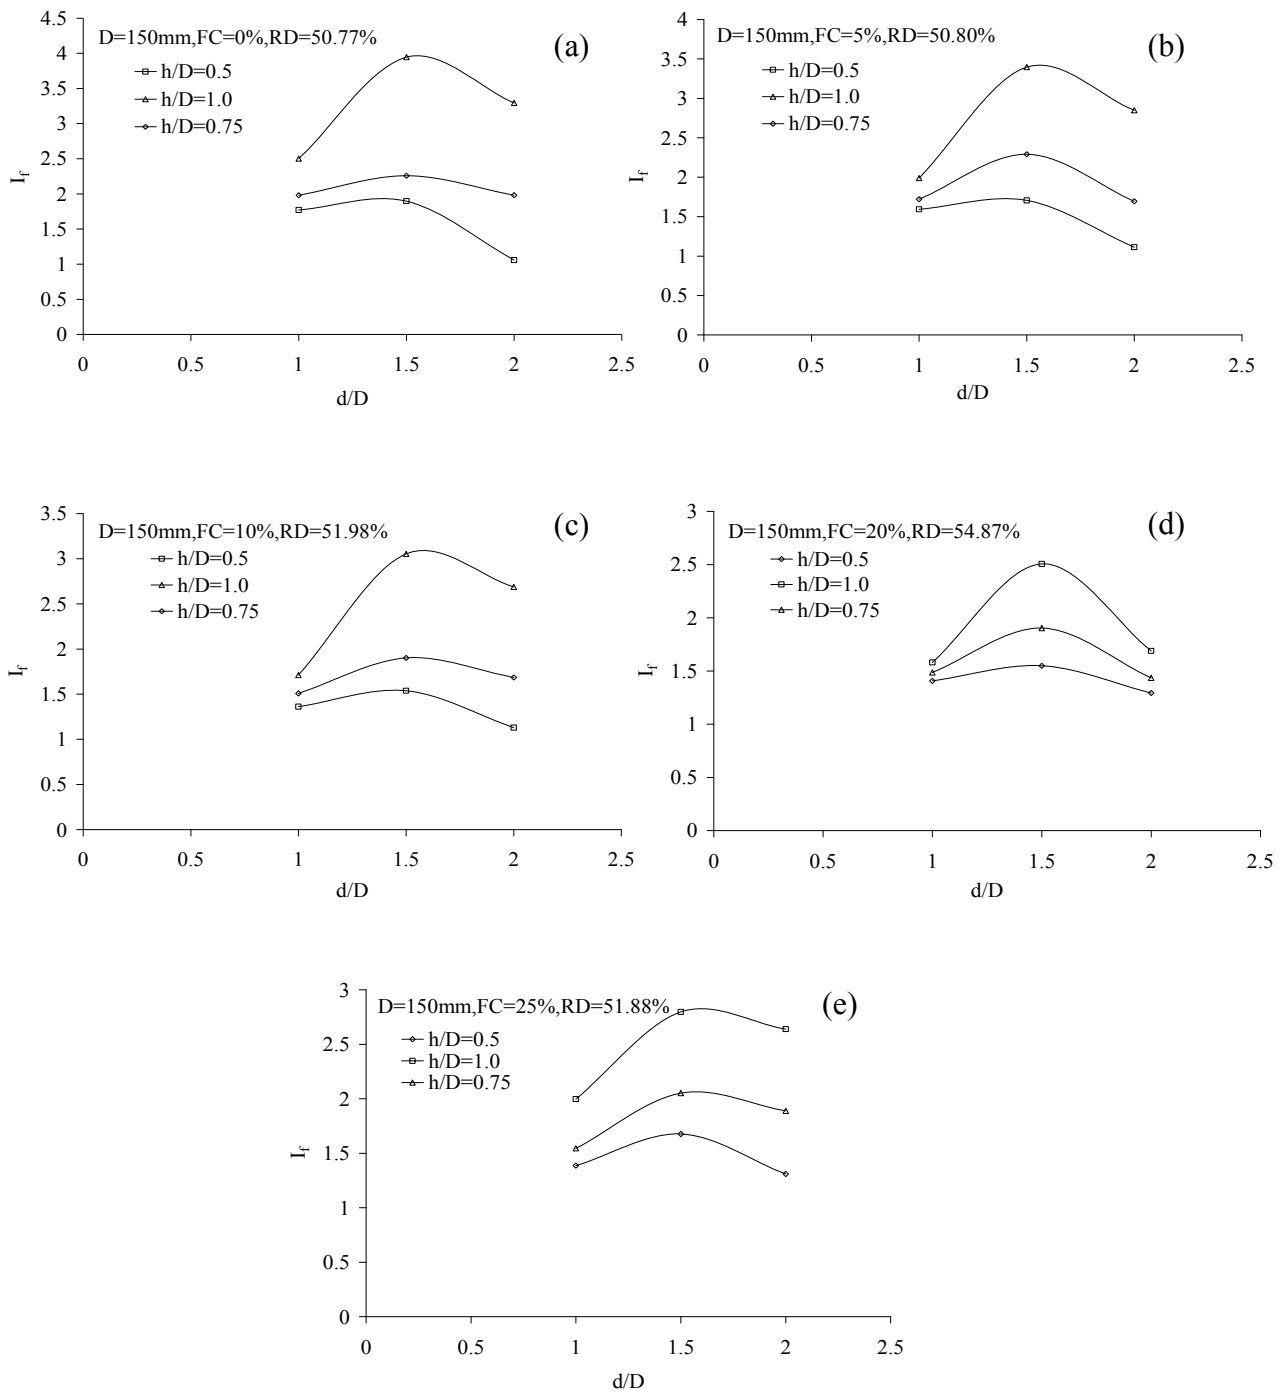 D=150mm,FC=0%,RD=50.77%
(a)
h/D=0.5
h/D=1.0
h/D=0.75
4.5
4
3.5
3
2.5
2
1.5
1
0.5
0
If
0
0.5
1
1.5
2
2.5
d/D
D=150mm,FC=5%,RD=50.80%
(b)
h/D=0.5
h/D=1.0
h/D=0.75
4
3.5
3
2.5
2
1.5
1
0.5
0
If
0
0.5
1
1.5
2
2.5
d/D
D=150mm,FC=10%,RD=51.98%
(c)
h/D=0.5
h/D=1.0
h/D=0.75
3.5
3
2.5
2
1.5
1
0.5
0
If
0
0.5
1
1.5
2
2.5
d/D
D=150mm,FC=20%,RD=54.87%
(d)
h/D=0.5
h/D=1.0
h/D=0.75
3
2.5
2
1.5
1
0.5
0
If
0
0.5
1
1.5
2
2.5
d/D
D=150mm,FC=25%,RD=51.88%
(e)
h/D=0.5
h/D=1.0
h/D=0.75
3
2.5
2
1.5
1
0.5
0
If
0
0.5
1
1.5
2
2.5
d/D